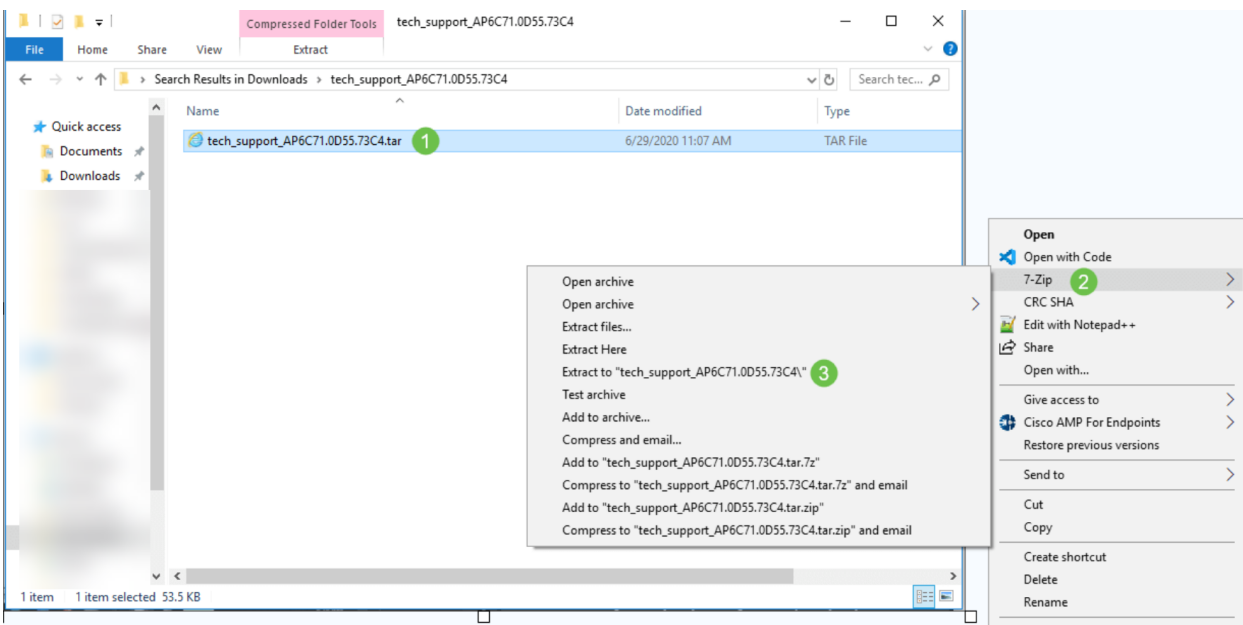 Compressed Folder Tools
tech_support_AP6C71.0D55.73C4
File Home Share View Extract
Search Results in Downloads › tech_support_AP6C71.0D55.73C4
Search tec...
Name Date modified Type
Quick access
Documents
Downloads
tech_support_AP6C71.0D55.73C4.tar 1 6/29/2020 11:07 AM TAR File
Open
Open with Code
7-Zip 2
CRC SHA
Edit with Notepad++
Share
Open with...
Give access to
Cisco AMP For Endpoints
Restore previous versions
Send to
Cut
Copy
Create shortcut
Delete
Rename
Open archive
Open archive
Extract files...
Extract Here
Extract to "tech_support_AP6C71.0D55.73C4\" 3
Test archive
Add to archive...
Compress and email...
Add to "tech_support_AP6C71.0D55.73C4.tar.7z"
Compress to "tech_support_AP6C71.0D55.73C4.tar.7z" and email
Add to "tech_support_AP6C71.0D55.73C4.tar.zip"
Compress to "tech_support_AP6C71.0D55.73C4.tar.zip" and email
1 item 1 item selected 53.5 KB